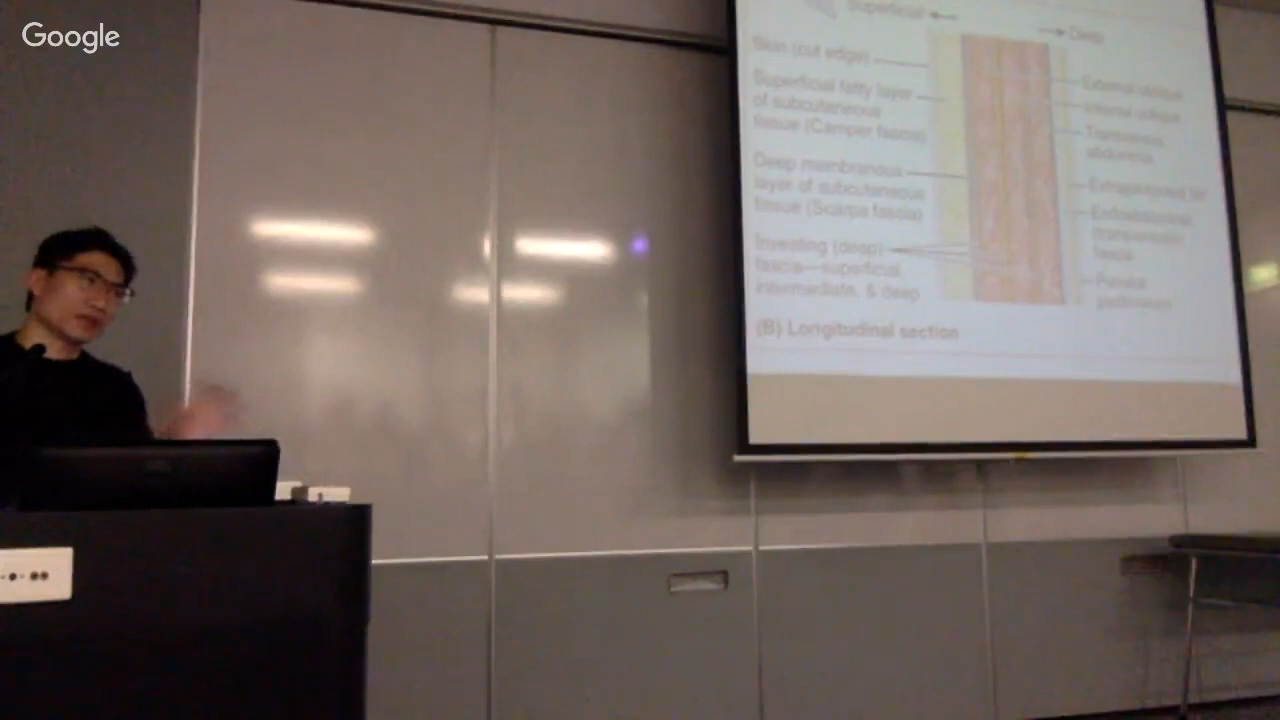 Google
Superficial
Deep
Skin (cut edge)
Superficial fatty layer
of subcutaneous
tissue (Camper fascia)
Deep membranous
layer of subcutaneous
tissue (Scarpa fascia)
Investing (deep)
fascia—superficial,
intermediate, & deep
External oblique
Internal oblique
Transversus
abdominis
Extraperitoneal fat
Endoabdominal
(transversalis)
fascia
Parietal
peritoneum
(B) Longitudinal section